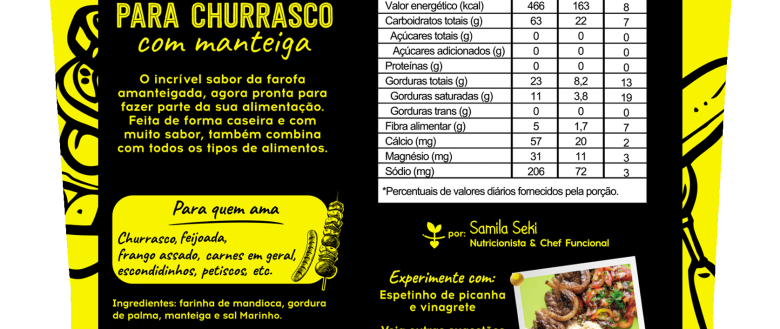 PARA CHURRASCO
com manteiga
O incrível sabor da farofa
amanteigada, agora pronta para
fazer parte da sua alimentação.
Feita de forma caseira e com
muito sabor, também combina
com todos os tipos de alimentos.
Para quem ama
Churrasco, feijoada,
frango assado, carnes em geral,
escondidinhos, petiscos, etc.
Ingredientes: farinha de mandioca, gordura
de palma, manteiga e sal Marinho.
Valor energético (kcal) 466 163 8
Carboidratos totais (g) 63 22 7
Açúcares totais (g) 0 0 0
Açúcares adicionados (g) 0 0 0
Proteínas (g) 0 0 0
Gorduras totais (g) 23 8,2 13
Gorduras saturadas (g) 11 3,8 19
Gorduras trans (g) 0 0 0
Fibra alimentar (g) 5 1,7 7
Cálcio (mg) 57 20 2
Magnésio (mg) 31 11 3
Sódio (mg) 206 72 3
*Percentuais de valores diários fornecidos pela porção.
por: Samila Seki
Nutricionista & Chef Funcional
Experimente com:
Espetinho de picanha
e vinagrete
Veja outras sugestões